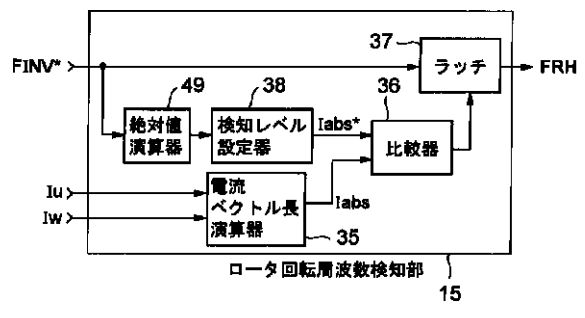 37
ラッチ
FRH
FINV*
49
38
36
絶対値
演算器
検知レベル
設定器
Iabs*
比較器
Iu
Iw
電流
ベクトル長
演算器
Iabs
35
ロータ回転周波数検知部
15